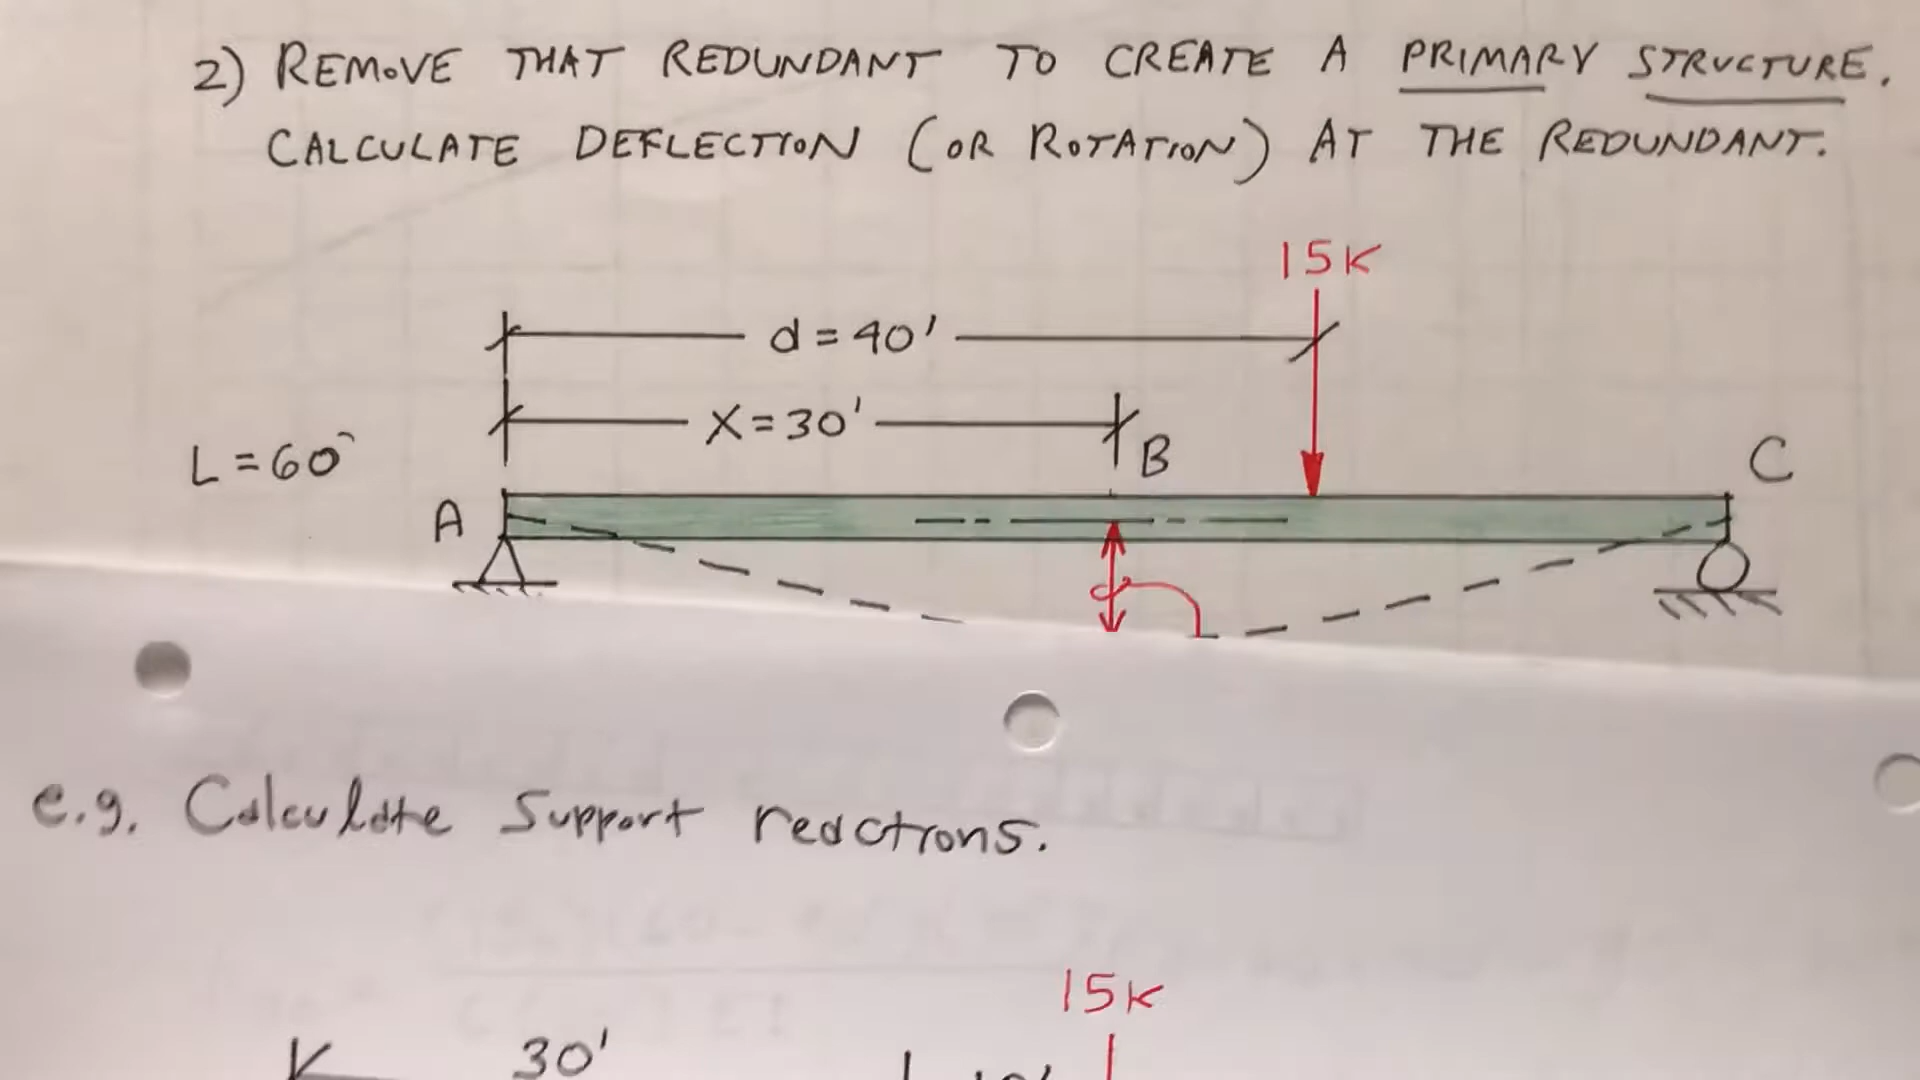 2) REMOVE THAT REDUNDANT TO CREATE A PRIMARY STRUCTURE.
CALCULATE DEFLECTION (OR ROTATION) AT THE REDUNDANT.
15K
d = 40'
X = 30'
B
L = 60'
C
A
e.g. Calculate support reactions.
15K
30'